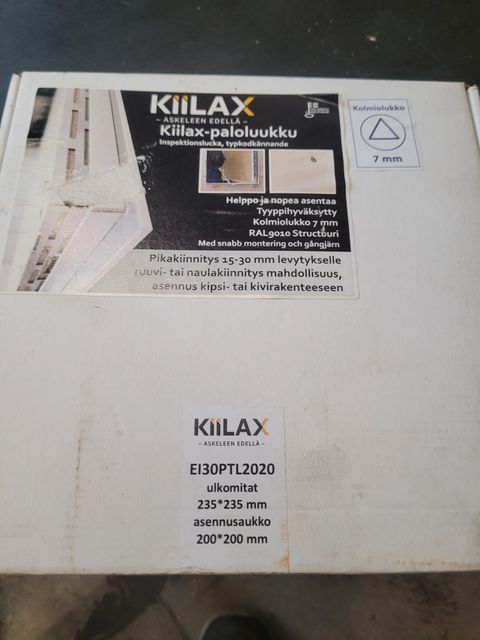 KIILAX
– ASKELEEN EDELLÄ –
Kiilax-paloluukku
Inspektionslucka, typkodkännande
Helppo ja nopea asentaa
Tyyppihyväksytty
Kolmiolukko 7 mm
RAL9010 Structuuri
Med snabb montering och gångjärn
Pikakiinnitys 15-30 mm levytykselle
ruuvi- tai naulakiinnitys mahdollisuus,
asennus kipsi- tai kivirakenteeseen
Kolmiolukko
7 mm
KIILAX
– ASKELEEN EDELLÄ –
EI30PTL2020
ulkomitat
235*235 mm
asennusaukko
200*200 mm